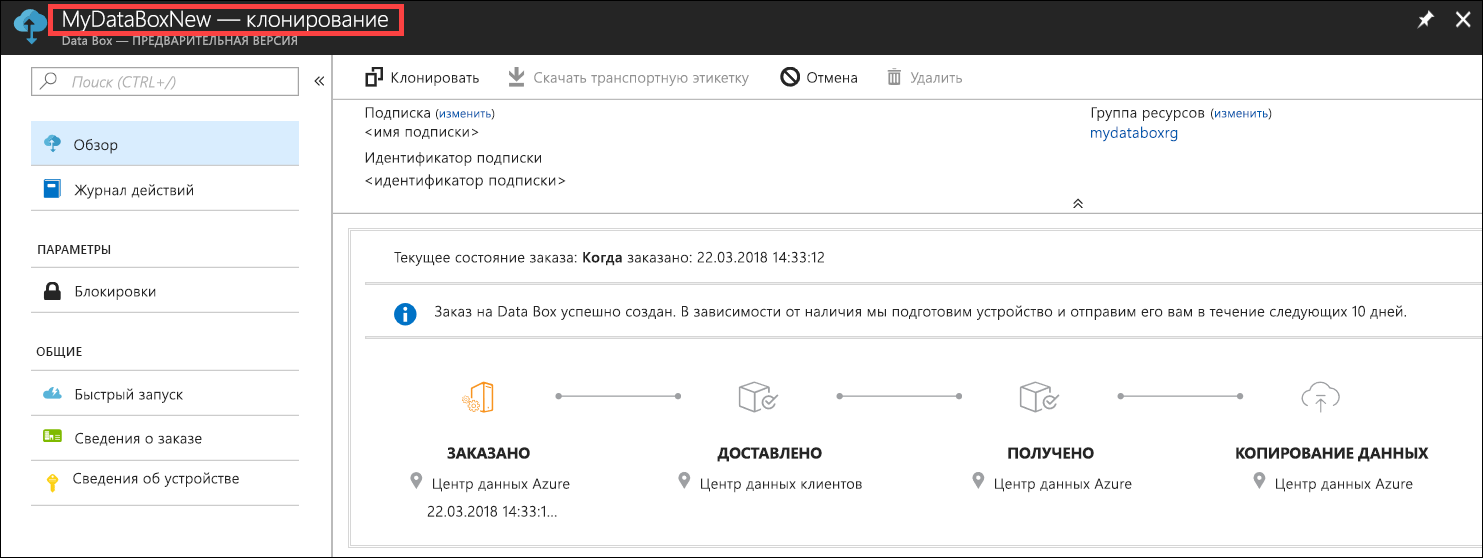 MyDataBoxNew — клонирование
Data Box — ПРЕДВАРИТЕЛЬНАЯ ВЕРСИЯ
Поиск (CTRL+/)
Обзор
Журнал действий
ПАРАМЕТРЫ
Блокировки
ОБЩИЕ
Быстрый запуск
Сведения о заказе
Сведения об устройстве
Клонировать
Скачать транспортную этикетку
Отмена
Удалить
Подписка (изменить)
<имя подписки>
Идентификатор подписки
<идентификатор подписки>
Группа ресурсов (изменить)
mydataboxrg
Текущее состояние заказа: Когда заказано: 22.03.2018 14:33:12
Заказ на Data Box успешно создан. В зависимости от наличия мы подготовим устройство и отправим его вам в течение следующих 10 дней.
ЗАКАЗАНО
Центр данных Azure
22.03.2018 14:33:1...
ДОСТАВЛЕНО
Центр данных клиентов
ПОЛУЧЕНО
Центр данных Azure
КОПИРОВАНИЕ ДАННЫХ
Центр данных Azure